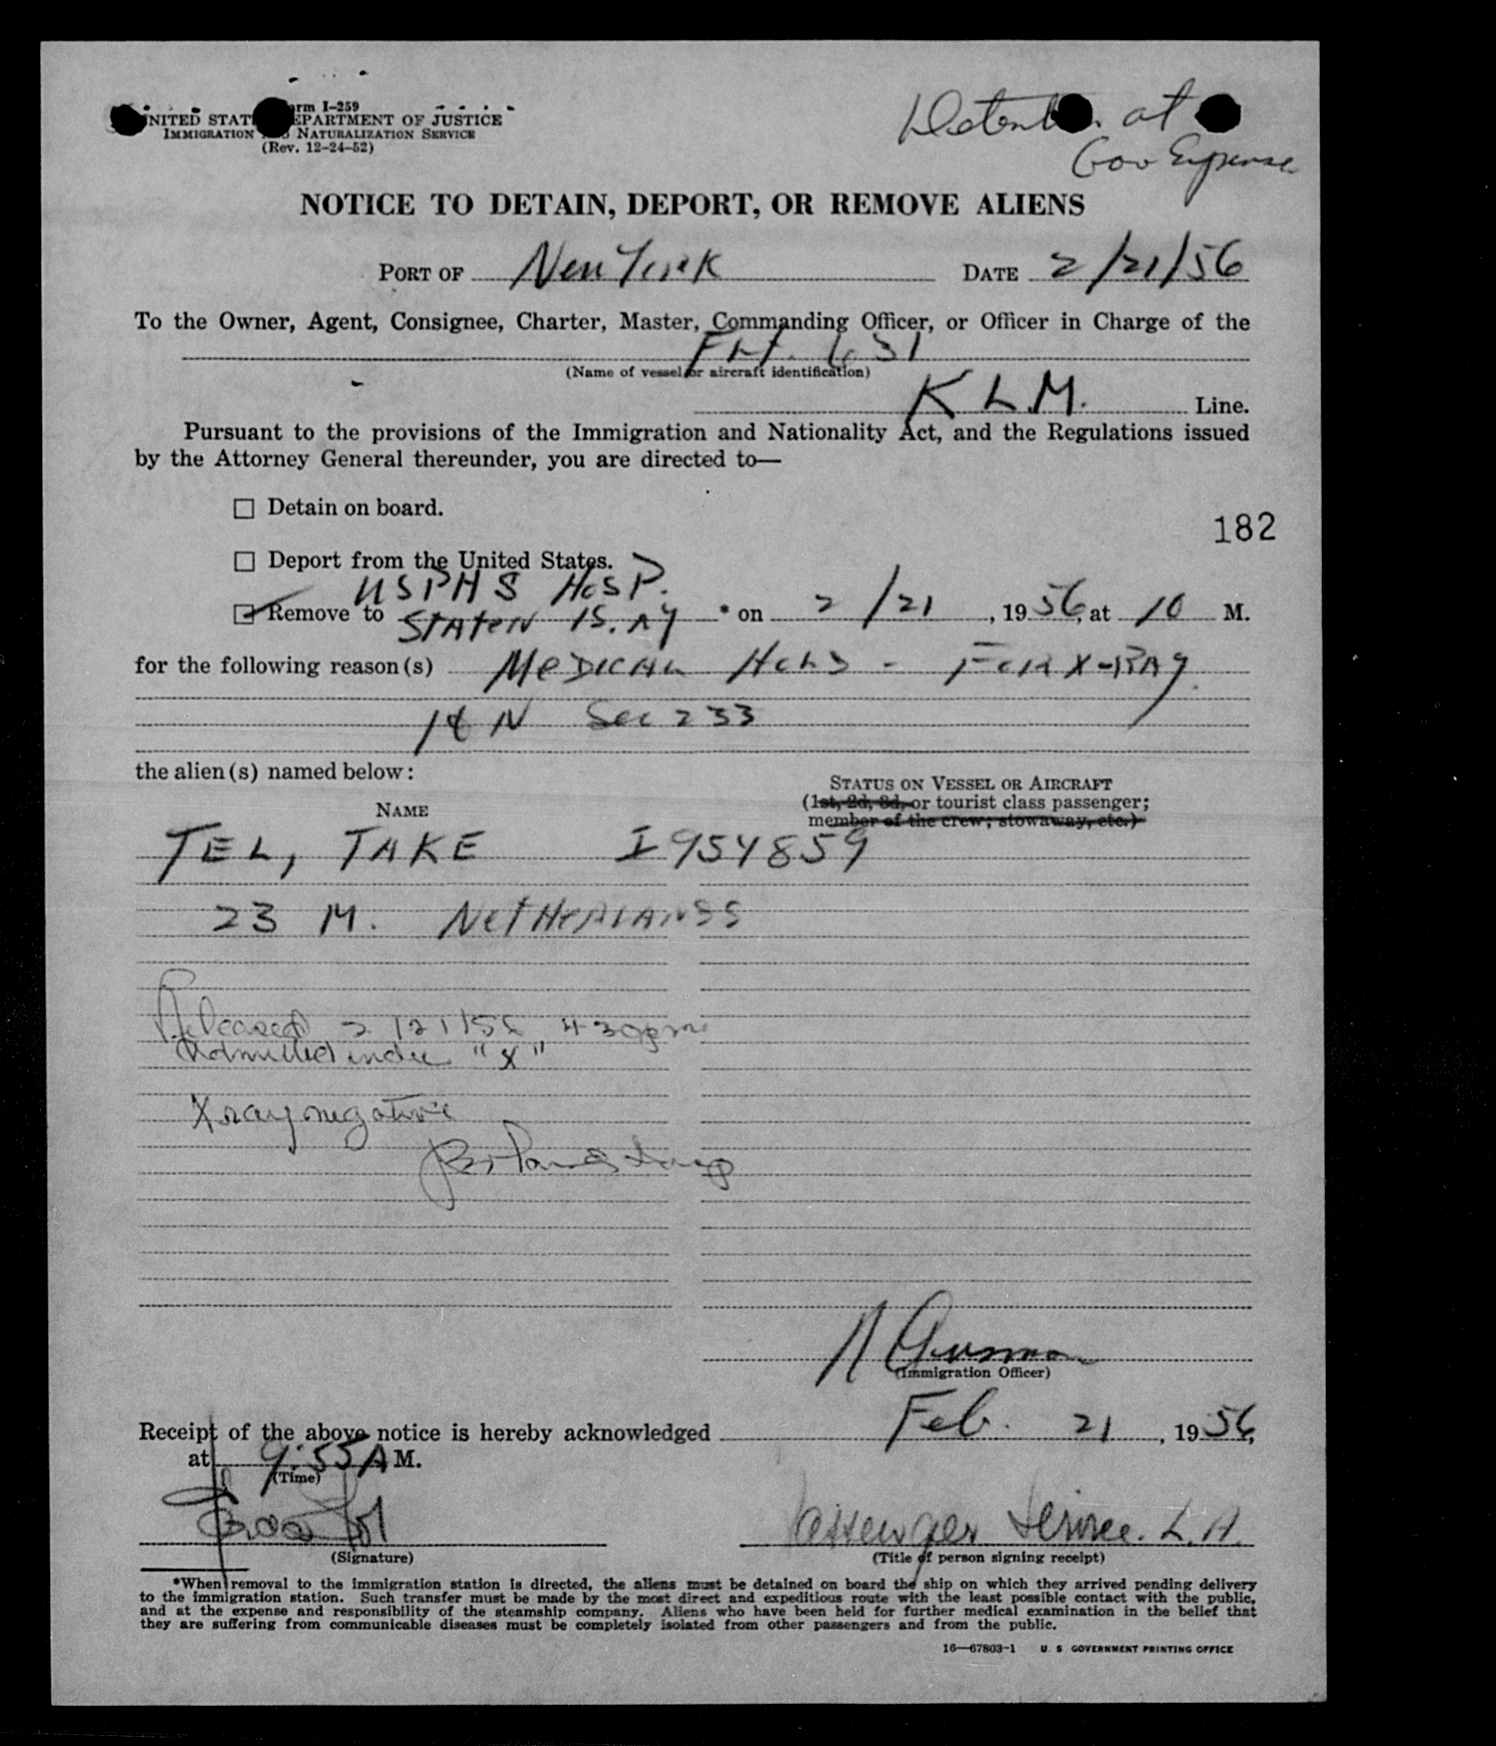 Form I-259
UNITED STATES DEPARTMENT OF JUSTICE
IMMIGRATION AND NATURALIZATION SERVICE
(Rev. 12-24-52)
Detention at
Gov Expense
NOTICE TO DETAIN, DEPORT, OR REMOVE ALIENS
PORT OF New York DATE 2/21/56
To the Owner, Agent, Consignee, Charter, Master, Commanding Officer, or Officer in Charge of the
FLT. 631
(Name of vessel or aircraft identification)
K L M. Line.
Pursuant to the provisions of the Immigration and Nationality Act, and the Regulations issued
by the Attorney General thereunder, you are directed to—
☐ Detain on board.
182
☐ Deport from the United States.
USPHS HOSP.
☑ Remove to STATEN IS. NY * on 2/21, 1956, at 10 M.
for the following reason(s) MEDICAL HOLD - FOR X-RAY
I & N Sec 233
the alien(s) named below:
STATUS ON VESSEL OR AIRCRAFT
NAME (1st, 2d, 3d, or tourist class passenger;
member of the crew; stowaway, etc.)
TEL, TAKE I954859
23 M. NETHERLANDS
Released 2/21/56 430pm
Admitted under "X"
Xray negative
(Immigration Officer)
Receipt of the above notice is hereby acknowledged Feb. 21, 1956,
at 9:55 A M.
(Time)
Passenger Service. L.A.
(Signature) (Title of person signing receipt)
*When removal to the immigration station is directed, the aliens must be detained on board the ship on which they arrived pending delivery
to the immigration station. Such transfer must be made by the most direct and expeditious route with the least possible contact with the public,
and at the expense and responsibility of the steamship company. Aliens who have been held for further medical examination in the belief that
they are suffering from communicable diseases must be completely isolated from other passengers and from the public.
16—67803-1 U. S. GOVERNMENT PRINTING OFFICE